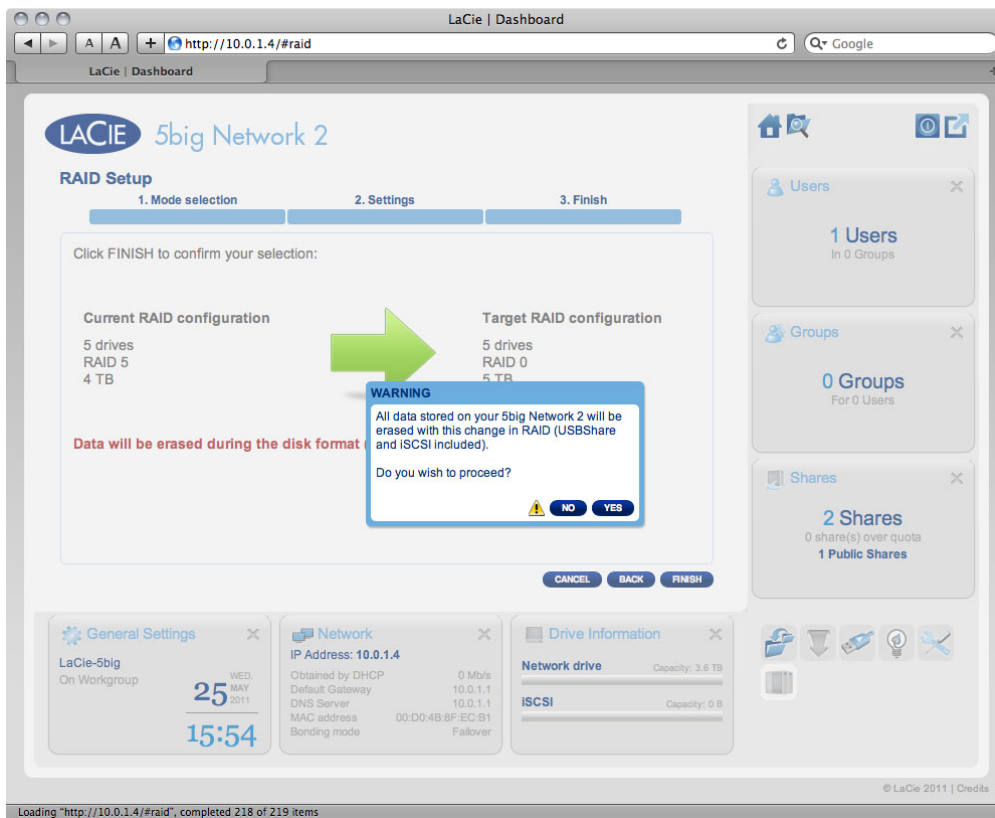 LaCie | Dashboard
A A + http://10.0.1.4/#raid Google
LaCie | Dashboard
LACIE 5big Network 2
RAID Setup
1. Mode selection 2. Settings 3. Finish
Click FINISH to confirm your selection:
Current RAID configuration
5 drives
RAID 5
4 TB
Target RAID configuration
5 drives
RAID 0
5 TB
Data will be erased during the disk format
WARNING
All data stored on your 5big Network 2 will be
erased with this change in RAID (USBShare
and iSCSI included).
Do you wish to proceed?
NO YES
CANCEL BACK FINISH
Users
1 Users
In 0 Groups
Groups
0 Groups
For 0 Users
Shares
2 Shares
0 share(s) over quota
1 Public Shares
General Settings
LaCie-5big
On Workgroup
WED.
25 MAY
2011
15:54
Network
IP Address: 10.0.1.4
Obtained by DHCP 0 Mb/s
Default Gateway 10.0.1.1
DNS Server 10.0.1.1
MAC address 00:D0:4B:8F:EC:B1
Bonding mode Failover
Drive Information
Network drive Capacity: 3.6 TB
iSCSI Capacity: 0 B
© LaCie 2011 | Credits
Loading "http://10.0.1.4/#raid", completed 218 of 219 items